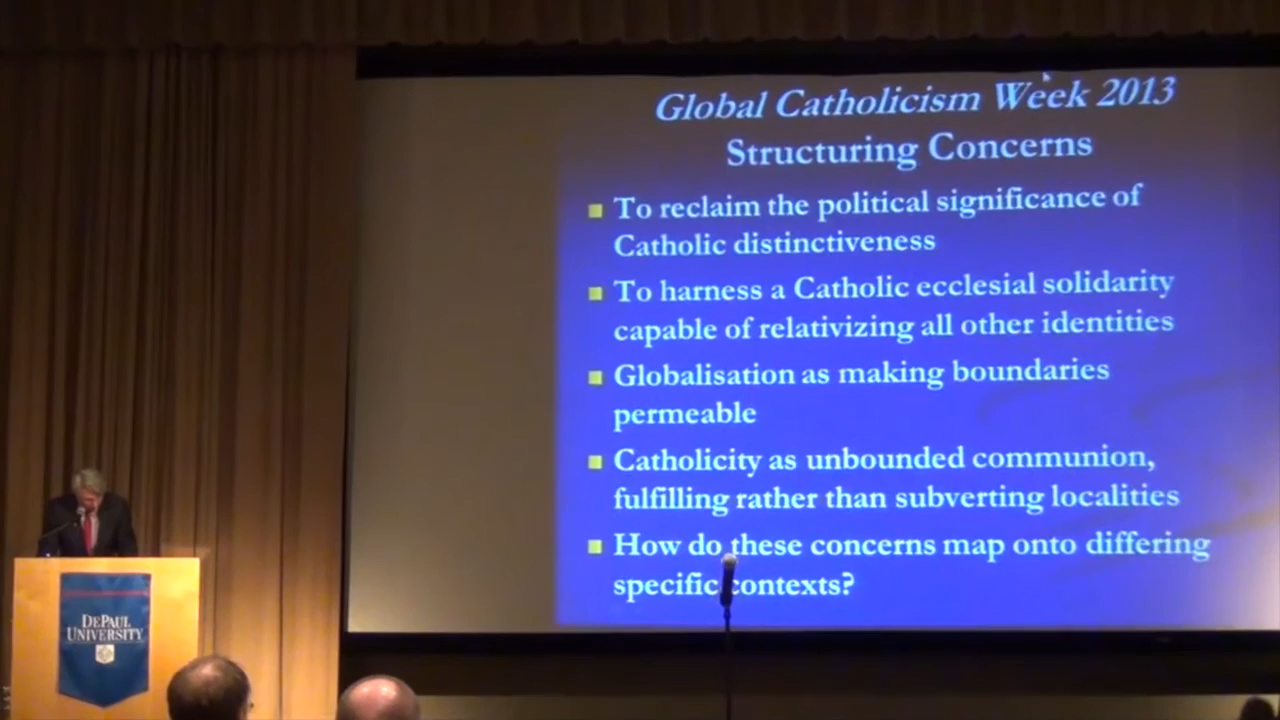 Global Catholicism Week 2013
Structuring Concerns
To reclaim the political significance of
Catholic distinctiveness
To harness a Catholic ecclesial solidarity
capable of relativizing all other identities
Globalisation as making boundaries
permeable
Catholicity as unbounded communion,
fulfilling rather than subverting localities
How do these concerns map onto differing
specific contexts?
DEPAUL
UNIVERSITY